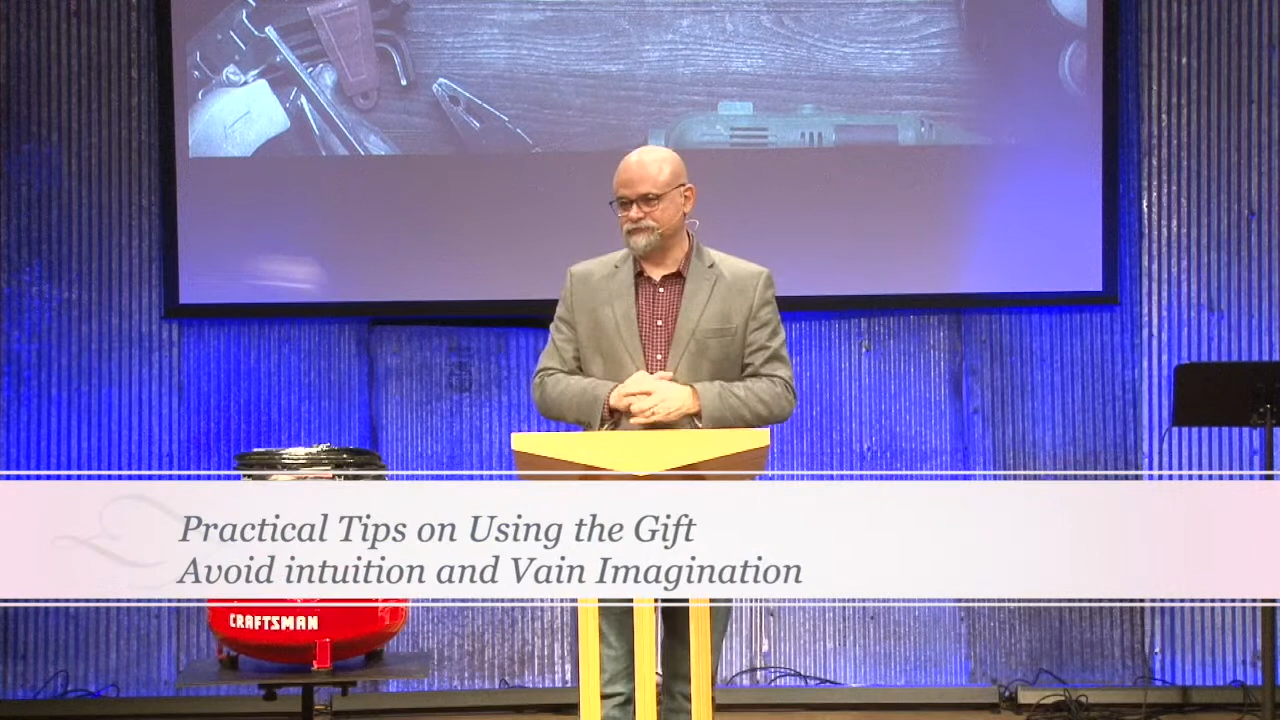 Practical Tips on Using the Gift
Avoid intuition and Vain Imagination
CRAFTSMAN